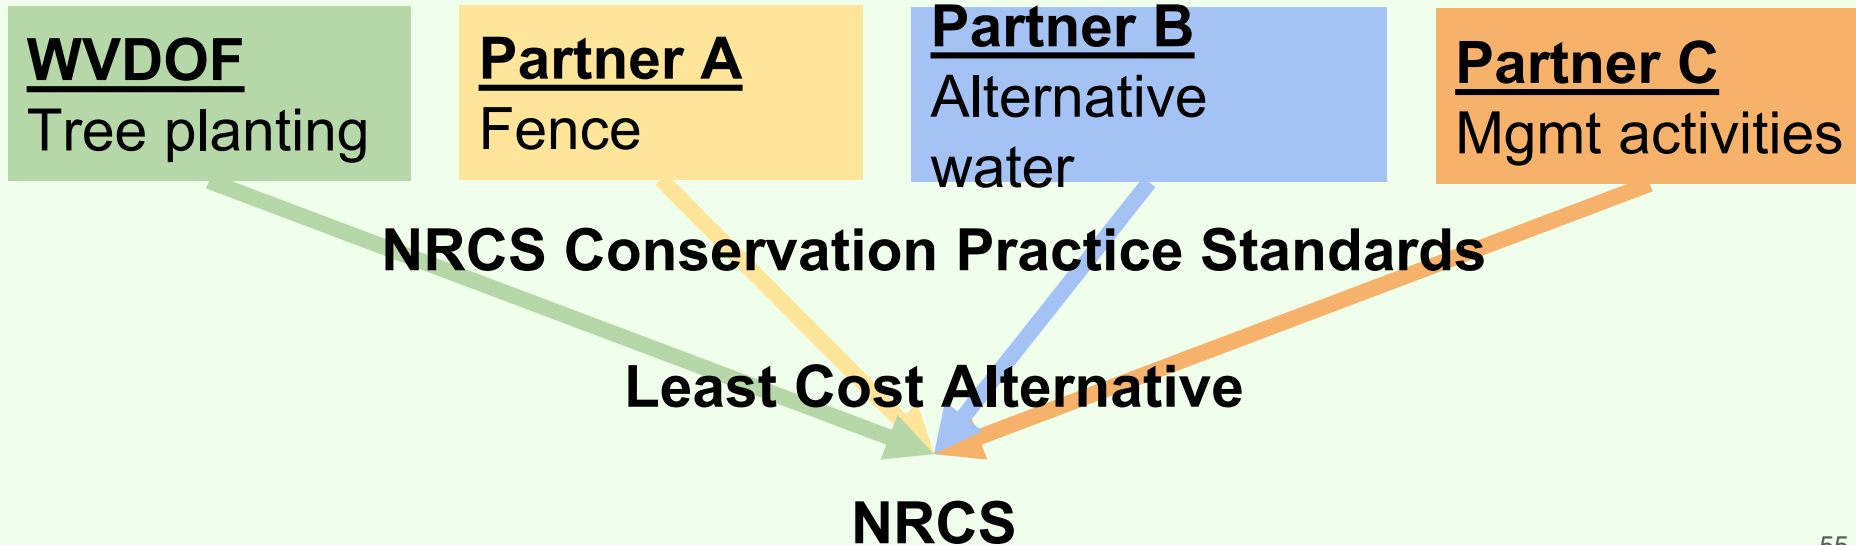 WVDOF
Tree planting
Partner A
Fence
Partner B
Alternative
water
Partner C
Mgmt activities
NRCS Conservation Practice Standards
Least Cost Alternative
NRCS
55